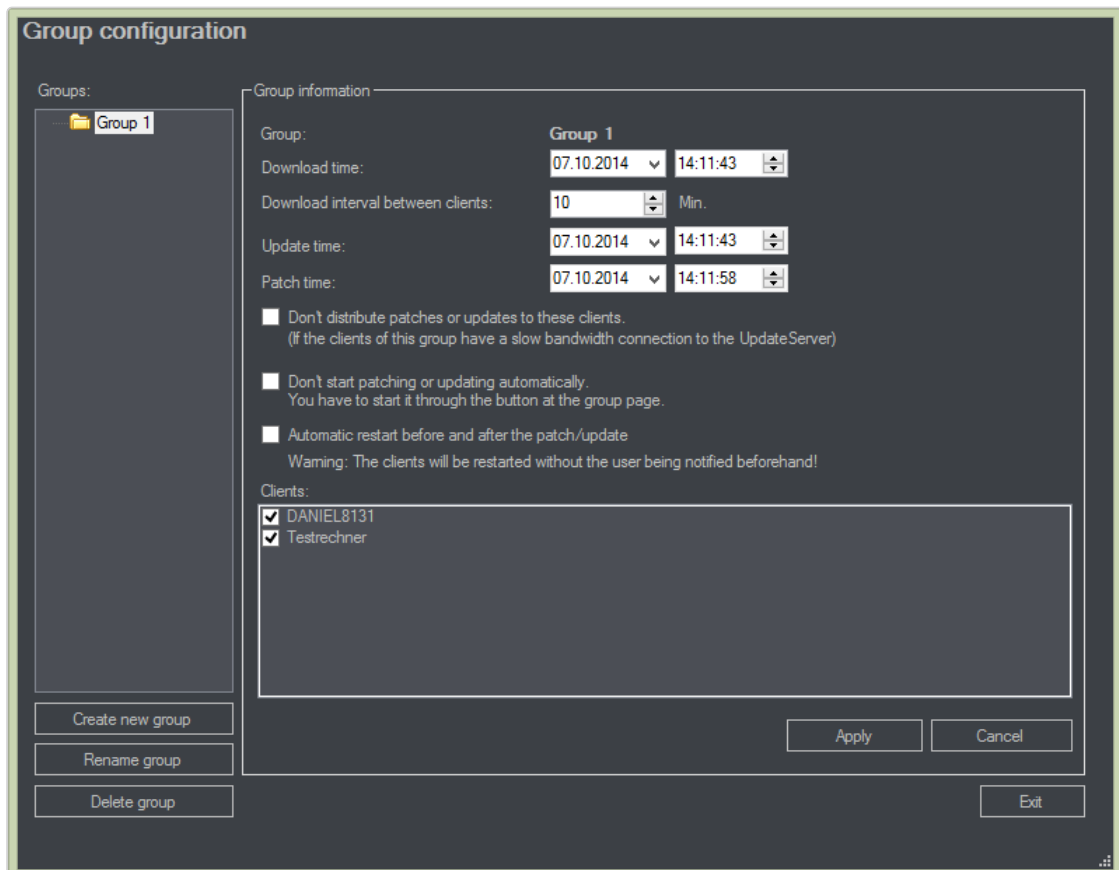 Group configuration
Groups:
Group 1
Create new group
Rename group
Delete group
Group information
Group: Group 1
Download time: 07.10.2014 14:11:43
Download interval between clients: 10 Min.
Update time: 07.10.2014 14:11:43
Patch time: 07.10.2014 14:11:58
Don't distribute patches or updates to these clients.
(If the clients of this group have a slow bandwidth connection to the UpdateServer)
Don't start patching or updating automatically.
You have to start it through the button at the group page.
Automatic restart before and after the patch/update
Warning: The clients will be restarted without the user being notified beforehand!
Clients:
DANIEL8131
Testrechner
Apply Cancel
Exit